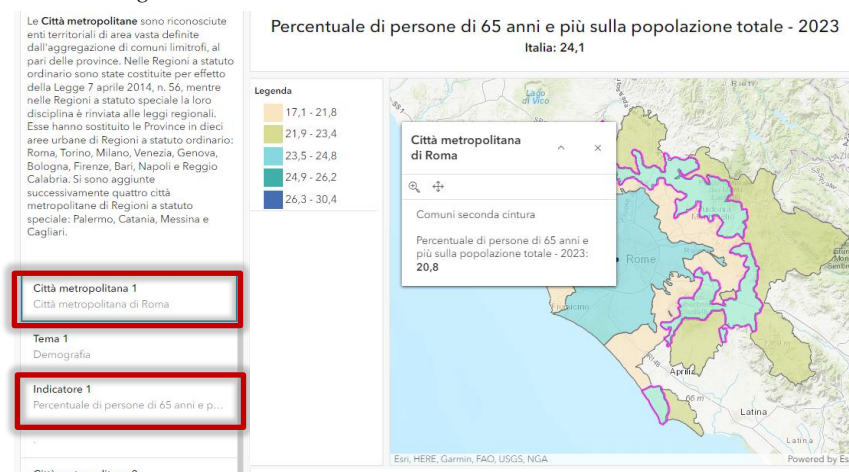 Le Città metropolitane sono riconosciute
enti territoriali di area vasta definite
dall'aggregazione di comuni limitrofi, al
pari delle province. Nelle Regioni a statuto
ordinario sono state costituite per effetto
della Legge 7 aprile 2014, n. 56, mentre
nelle Regioni a statuto speciale la loro
disciplina è rinviata alle leggi regionali.
Esse hanno sostituito le Province in dieci
aree urbane di Regioni a statuto ordinario:
Roma, Torino, Milano, Venezia, Genova,
Bologna, Firenze, Bari, Napoli e Reggio
Calabria. Si sono aggiunte
successivamente quattro città
metropolitane di Regioni a statuto
speciale: Palermo, Catania, Messina e
Cagliari.
Città metropolitana 1
Città metropolitana di Roma
Tema 1
Demografia
Indicatore 1
Percentuale di persone di 65 anni e p...
Percentuale di persone di 65 anni e più sulla popolazione totale - 2023
Italia: 24,1
Legenda
17,1 - 21,8
21,9 - 23,4
23,5 - 24,8
24,9 - 26,2
26,3 - 30,4
Lago
di Vico
Rieti
Città metropolitana
di Roma
Comuni seconda cintura
Percentuale di persone di 65 anni e
più sulla popolazione totale - 2023:
20,8
Rome
Fiumicino
Aprilia
Latina
Latina
Esri, HERE, Garmin, FAO, USGS, NGA
Powered by Es